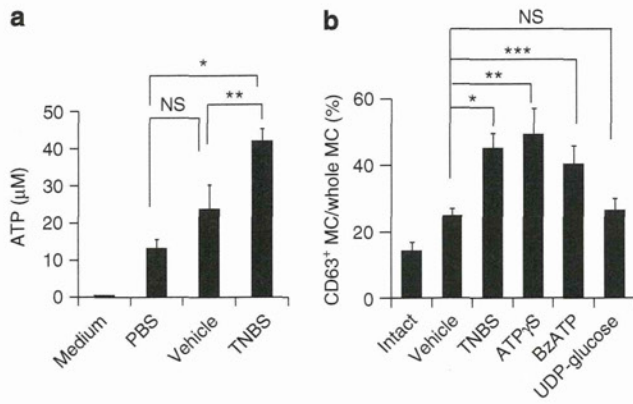 a
*
NS
**
50
40
30
20
10
0
ATP (μM)
Medium
PBS
Vehicle
TNBS
b
NS
***
**
*
60
40
20
0
CD63⁺ MC/whole MC (%)
Intact
Vehicle
TNBS
ATPγS
BzATP
UDP-glucose